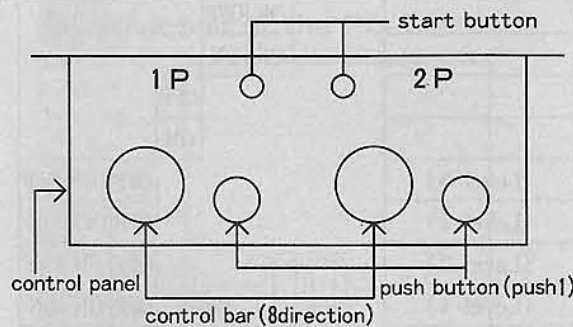 start button
1P
2P
control panel
push button(push1)
control bar(8direction)